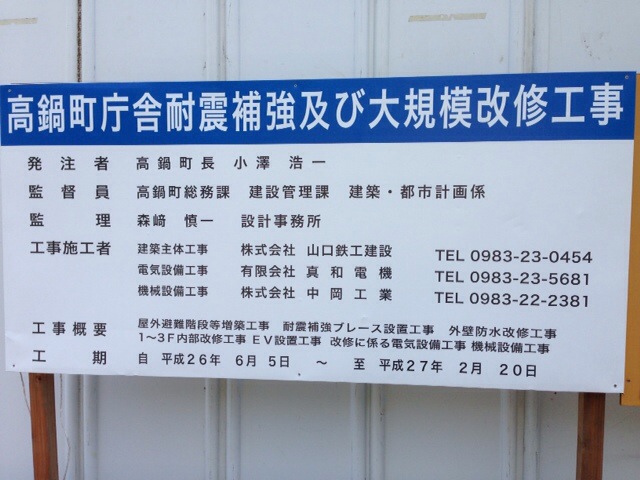 高鍋町庁舎耐震補強及び大規模改修工事
発注者 高鍋町長 小澤 浩一
監督員 高鍋町総務課 建設管理課 建築・都市計画係
監理 森﨑 慎一 設計事務所
工事施工者 建築主体工事 株式会社 山口鉄工建設 TEL 0983-23-0454
電気設備工事 有限会社 真和電機 TEL 0983-23-5681
機械設備工事 株式会社 中岡工業 TEL 0983-22-2381
工事概要 屋外避難階段等増築工事 耐震補強ブレース設置工事 外壁防水改修工事
1～3F内部改修工事 EV設置工事 改修に係る電気設備工事 機械設備工事
工期 自 平成26年 6月 5日 ～ 至 平成27年 2月 20日